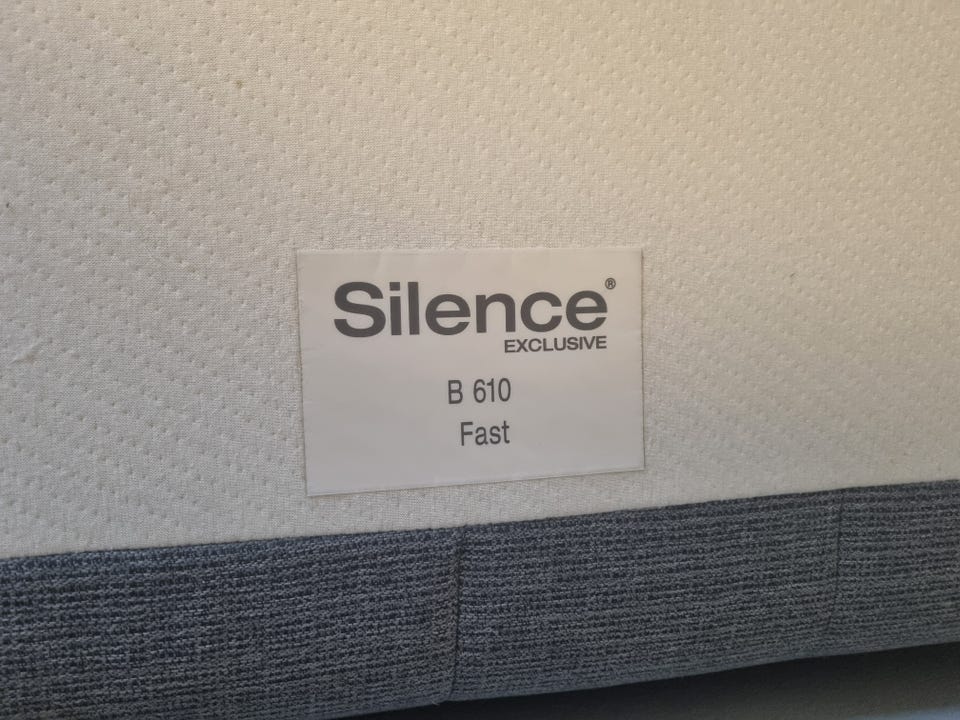 Silence®
EXCLUSIVE
B 610
Fast